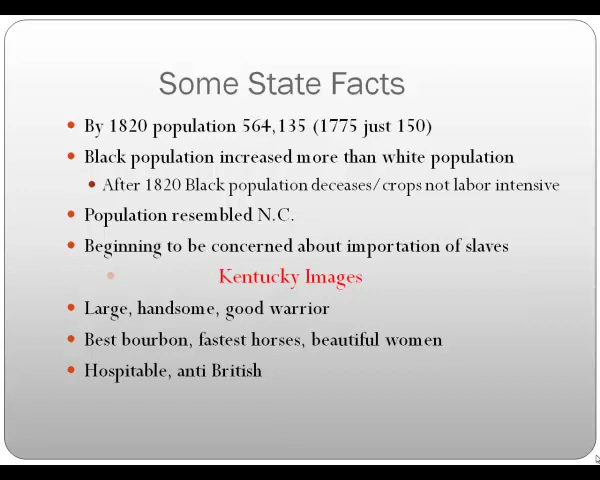 Some State Facts
By 1820 population 564,135 (1775 just 150)
Black population increased more than white population
After 1820 Black population deceases/crops not labor intensive
Population resembled N.C.
Beginning to be concerned about importation of slaves
Kentucky Images
Large, handsome, good warrior
Best bourbon, fastest horses, beautiful women
Hospitable, anti British